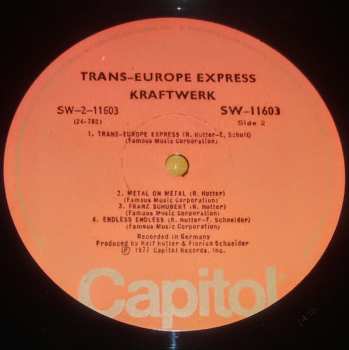 TRANS-EUROPE EXPRESS
KRAFTWERK
SW-2-11603 SW-11603
(26-782) Side 2
1. TRANS-EUROPE EXPRESS (R. Hutter-E. Schult)
(Famous Music Corporation)
2. METAL ON METAL (R. Hutter)
(Famous Music Corporation)
3. FRANZ SCHUBERT (R. Hutter)
(Famous Music Corporation)
4. ENDLESS ENDLESS (R. Hutter-F. Schneider)
(Famous Music Corporation)
Recorded in Germany
Produced by Ralf Hutter & Florian Schneider
℗ 1977 Capitol Records, Inc.
Capitol